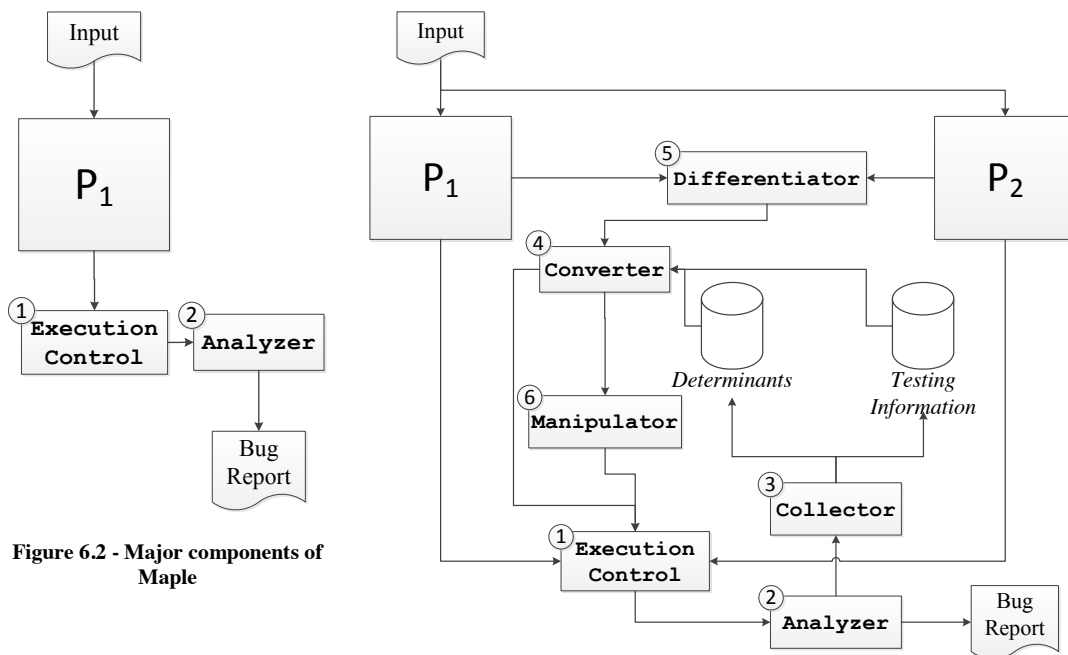 Input
P1
1
Execution
Control
2
Analyzer
Bug
Report
Figure 6.2 - Major components of
Maple
Input
P1
P2
5
Differentiator
4
Converter
Determinants
Testing
Information
6
Manipulator
3
Collector
1
Execution
Control
2
Analyzer
Bug
Report